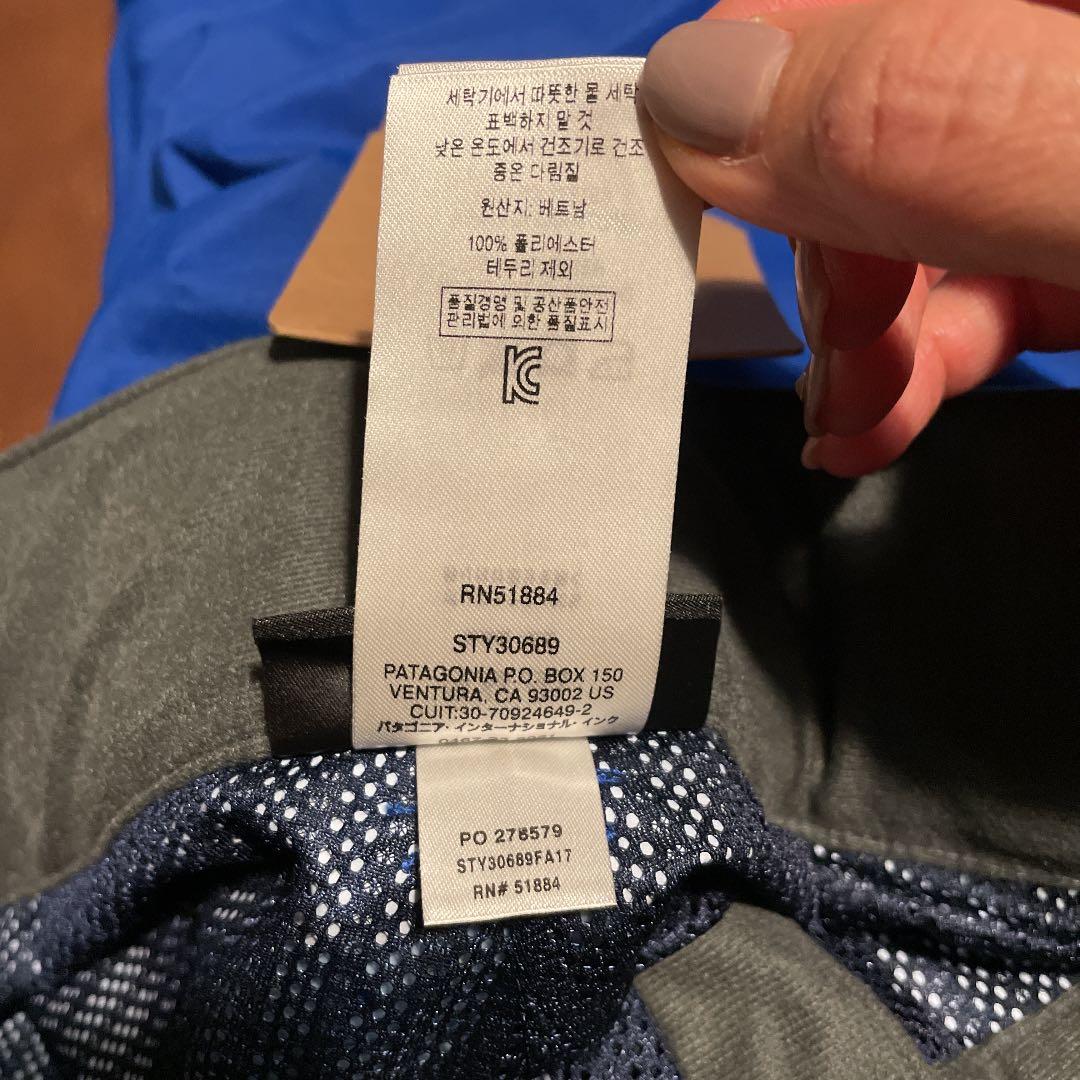 세탁기에서 따뜻한 물 세탁
표백하지 말 것
낮은 온도에서 건조기로 건조
중온 다림질
원산지: 베트남
100% 폴리에스터
테두리 제외
품질경영 및 공산품안전
관리법에 의한 품질표시
KC
RN51884
STY30689
PATAGONIA P.O. BOX 150
VENTURA, CA 93002 US
CUIT:30-70924649-2
パタゴニア・インターナショナル・インク
PO 276579
STY30689FA17
RN# 51884